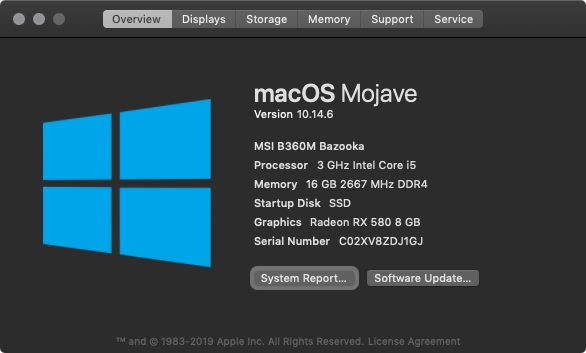 Overview Displays Storage Memory Support Service
macOS Mojave
Version 10.14.6
MSI B360M Bazooka
Processor 3 GHz Intel Core i5
Memory 16 GB 2667 MHz DDR4
Startup Disk SSD
Graphics Radeon RX 580 8 GB
Serial Number C02XV8ZDJ1GJ
System Report... Software Update...
™ and © 1983-2019 Apple Inc. All Rights Reserved. License Agreement